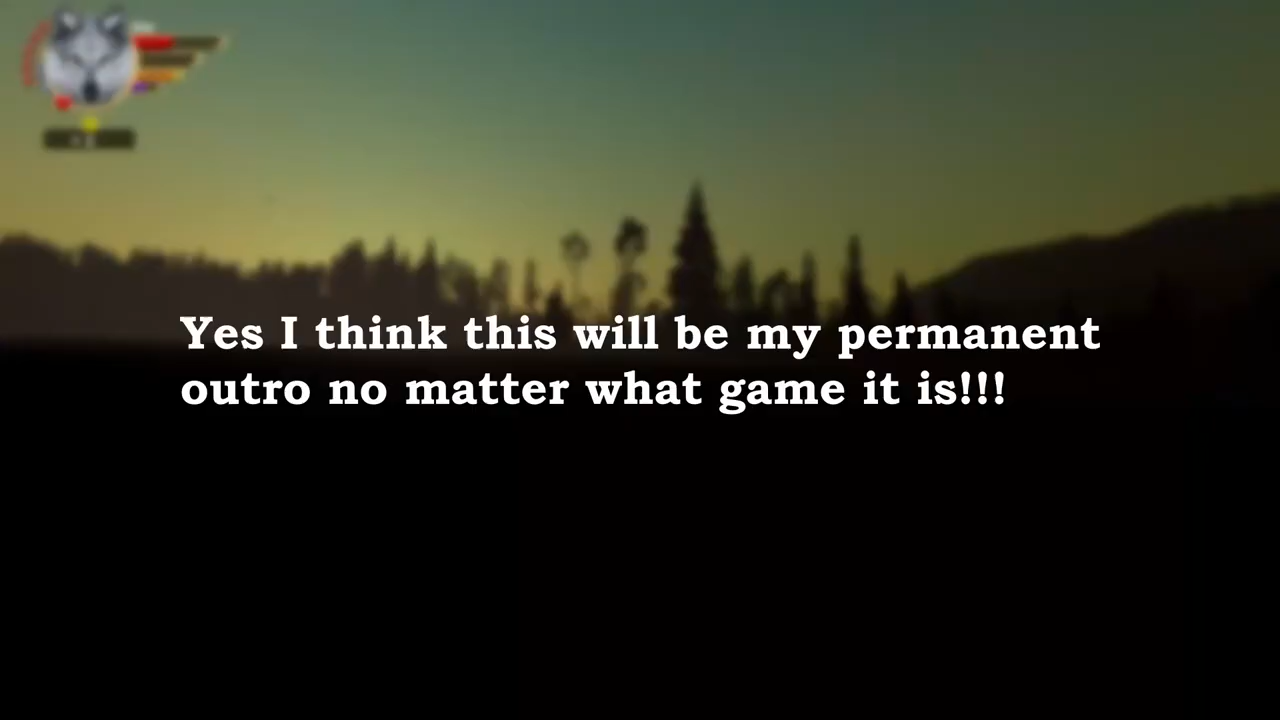 Yes I think this will be my permanent
outro no matter what game it is!!!